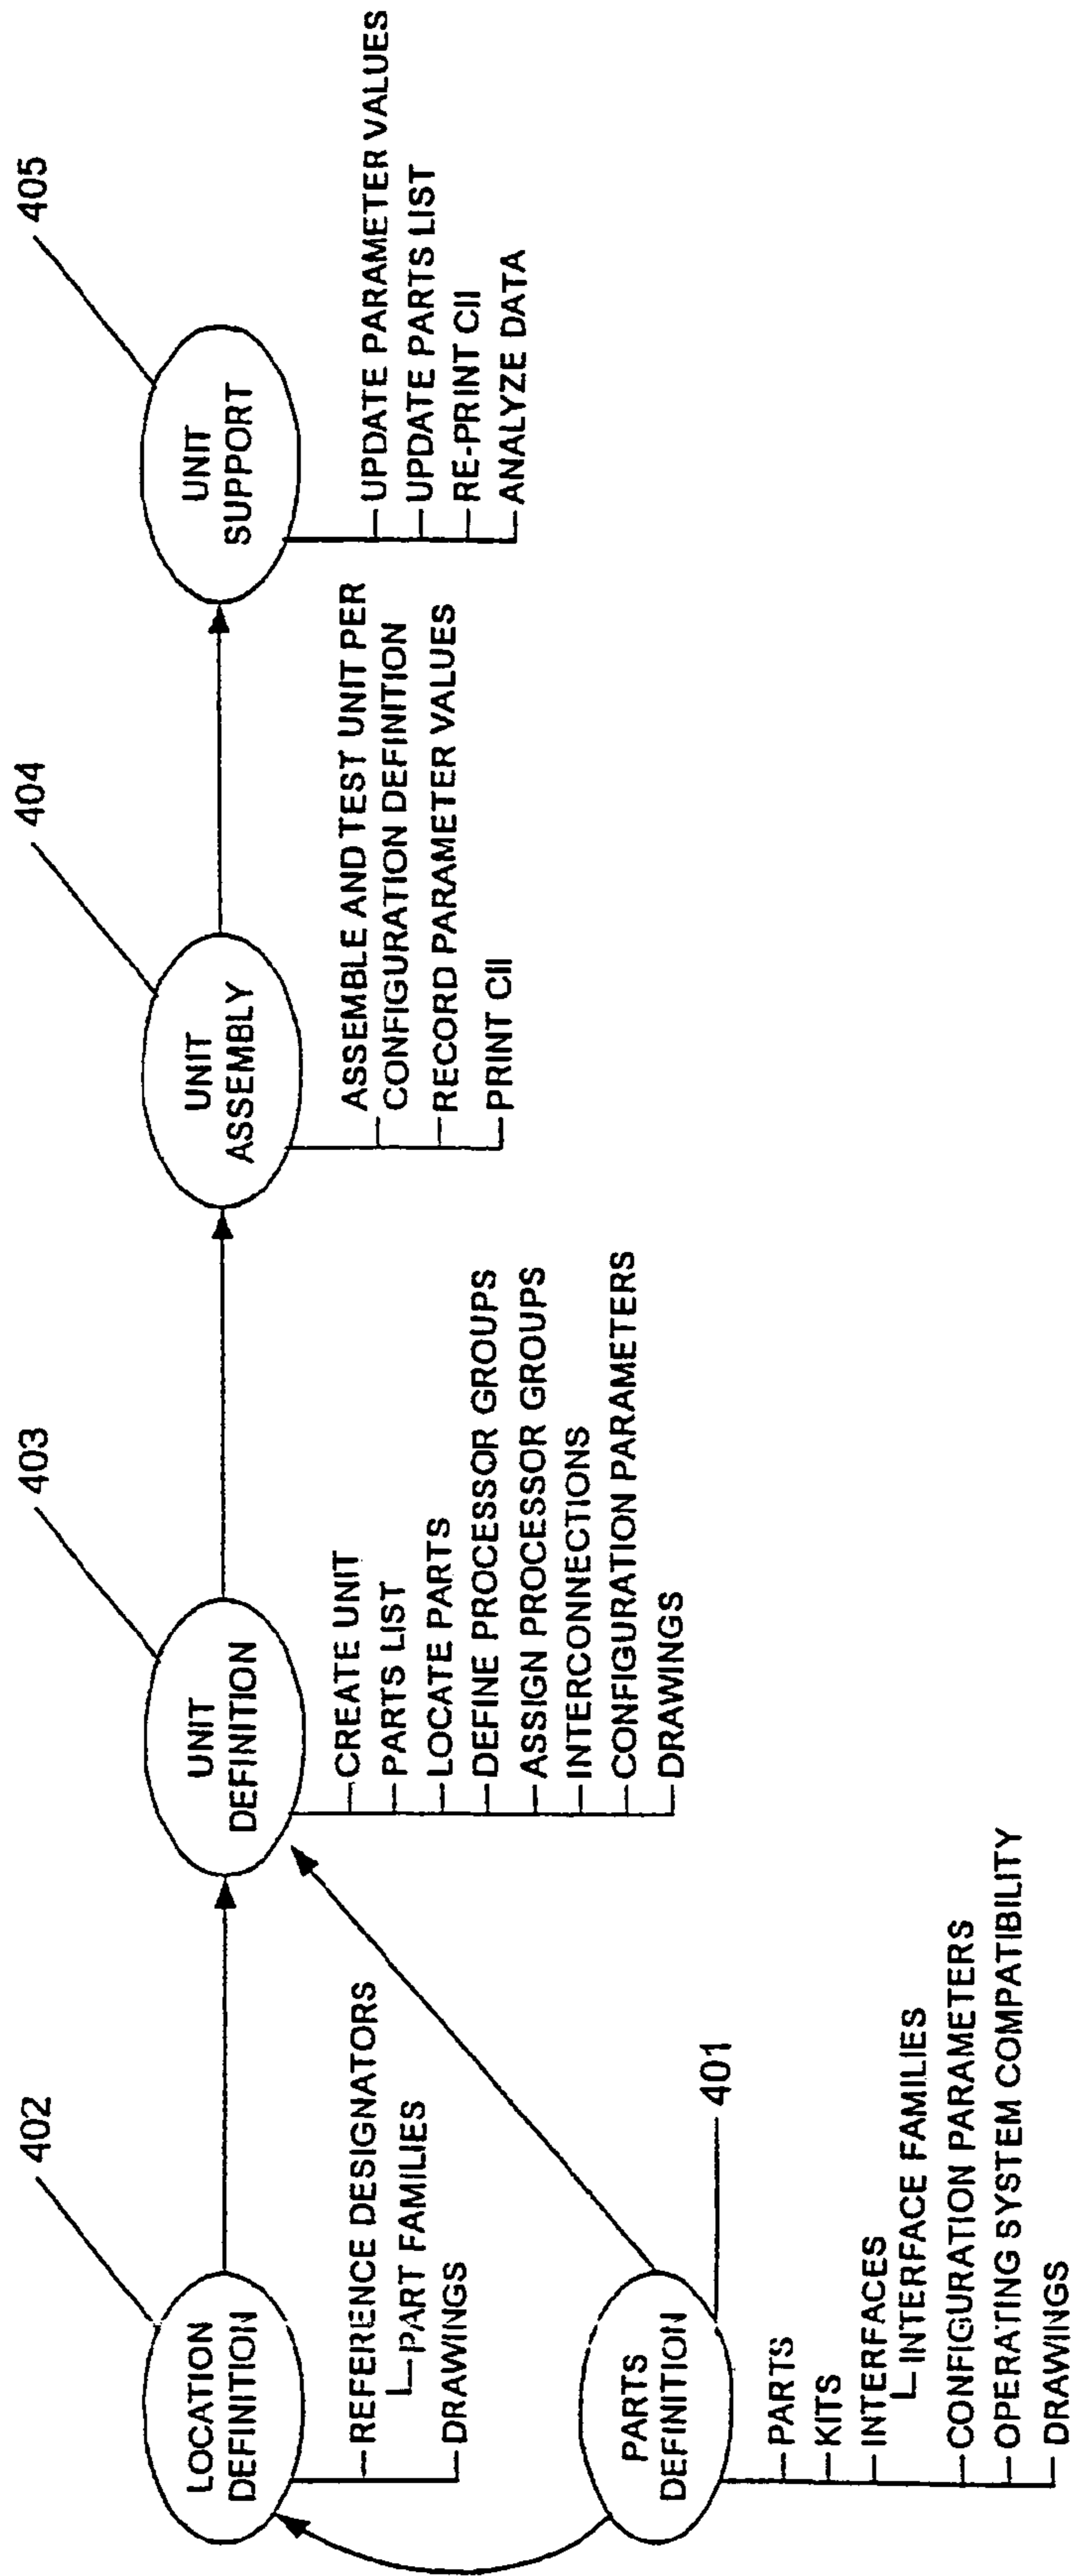 402
LOCATION
DEFINITION
REFERENCE DESIGNATORS
PART FAMILIES
DRAWINGS
PARTS
DEFINITION
401
PARTS
KITS
INTERFACES
INTERFACE FAMILIES
CONFIGURATION PARAMETERS
OPERATING SYSTEM COMPATIBILITY
DRAWINGS
403
UNIT
DEFINITION
CREATE UNIT
PARTS LIST
LOCATE PARTS
DEFINE PROCESSOR GROUPS
ASSIGN PROCESSOR GROUPS
INTERCONNECTIONS
CONFIGURATION PARAMETERS
DRAWINGS
404
UNIT
ASSEMBLY
ASSEMBLE AND TEST UNIT PER
CONFIGURATION DEFINITION
RECORD PARAMETER VALUES
PRINT CII
405
UNIT
SUPPORT
UPDATE PARAMETER VALUES
UPDATE PARTS LIST
RE-PRINT CII
ANALYZE DATA